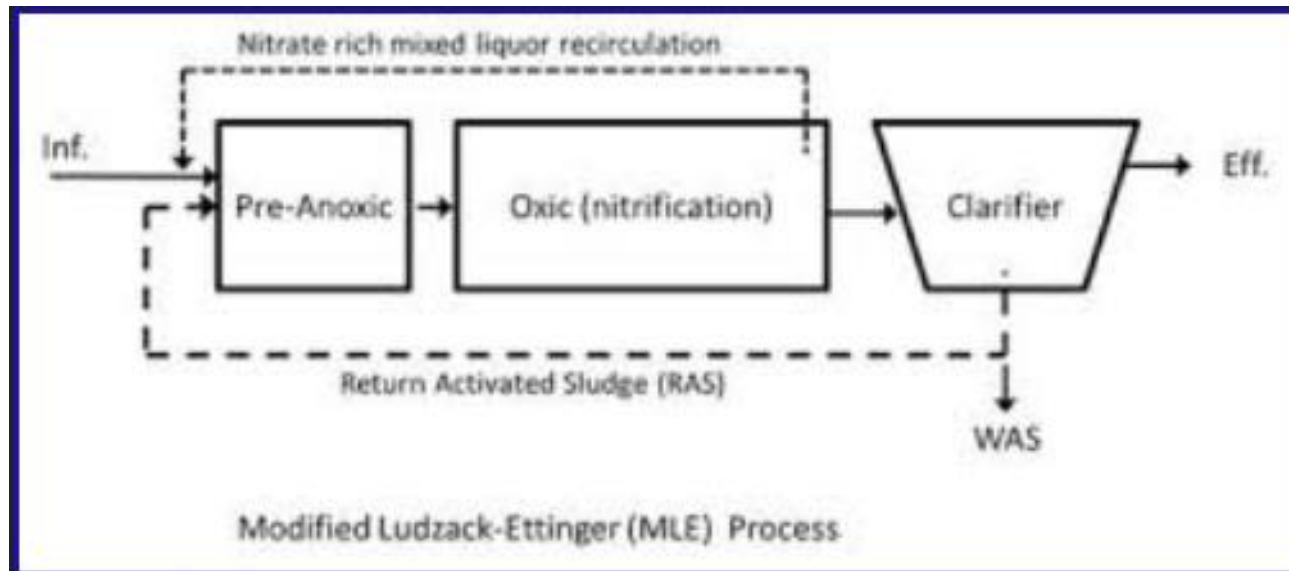 Nitrate rich mixed liquor recirculation
Inf.
Pre-Anoxic
Oxic (nitrification)
Clarifier
Eff.
Return Activated Sludge (RAS)
WAS
Modified Ludzack-Ettinger (MLE) Process